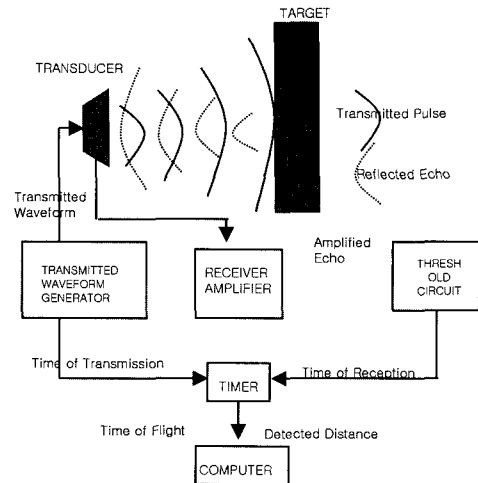 TARGET
TRANSDUCER
Transmitted Pulse
Reflected Echo
Transmitted
Waveform
Amplified
Echo
TRANSMITTED
WAVEFORM
GENERATOR
RECEIVER
AMPLIFIER
THRESH
OLD
CIRCUIT
Time of Transmission
TIMER
Time of Reception
Time of Flight
Detected Distance
COMPUTER